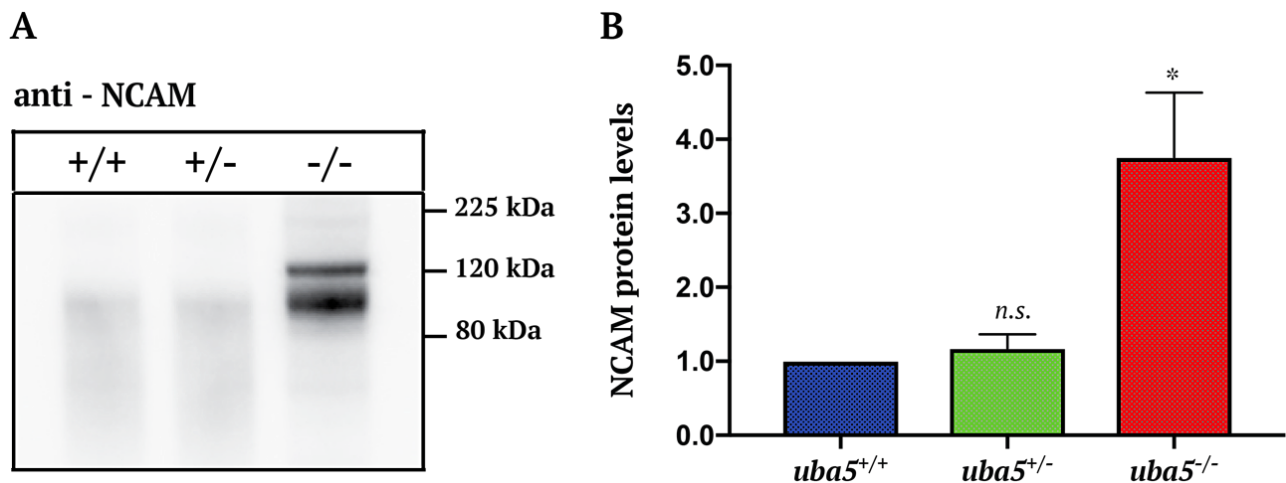 A
anti - NCAM
+/+ +/- -/-
225 kDa
120 kDa
80 kDa
B
NCAM protein levels
5.0
4.0
3.0
2.0
1.0
0.0
n.s.
*
uba5+/+ uba5+/- uba5-/-